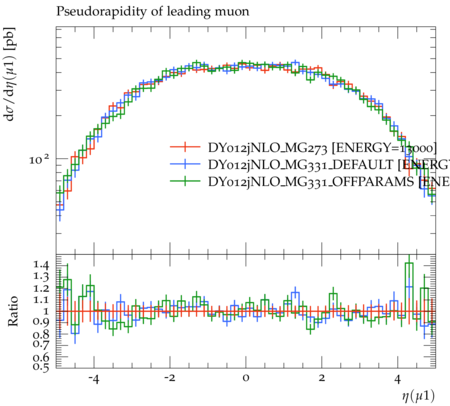 Pseudorapidity of leading muon
dσ/dη(μ1) [pb]
10²
DY012jNLO_MG273 [ENERGY=13000]
DY012jNLO_MG331_DEFAULT [ENERGY
DY012jNLO_MG331_OFFPARAMS [ENE
Ratio
1.4
1.3
1.2
1.1
1
0.9
0.8
0.7
0.6
0.5
-4 -2 0 2 4
η(μ1)